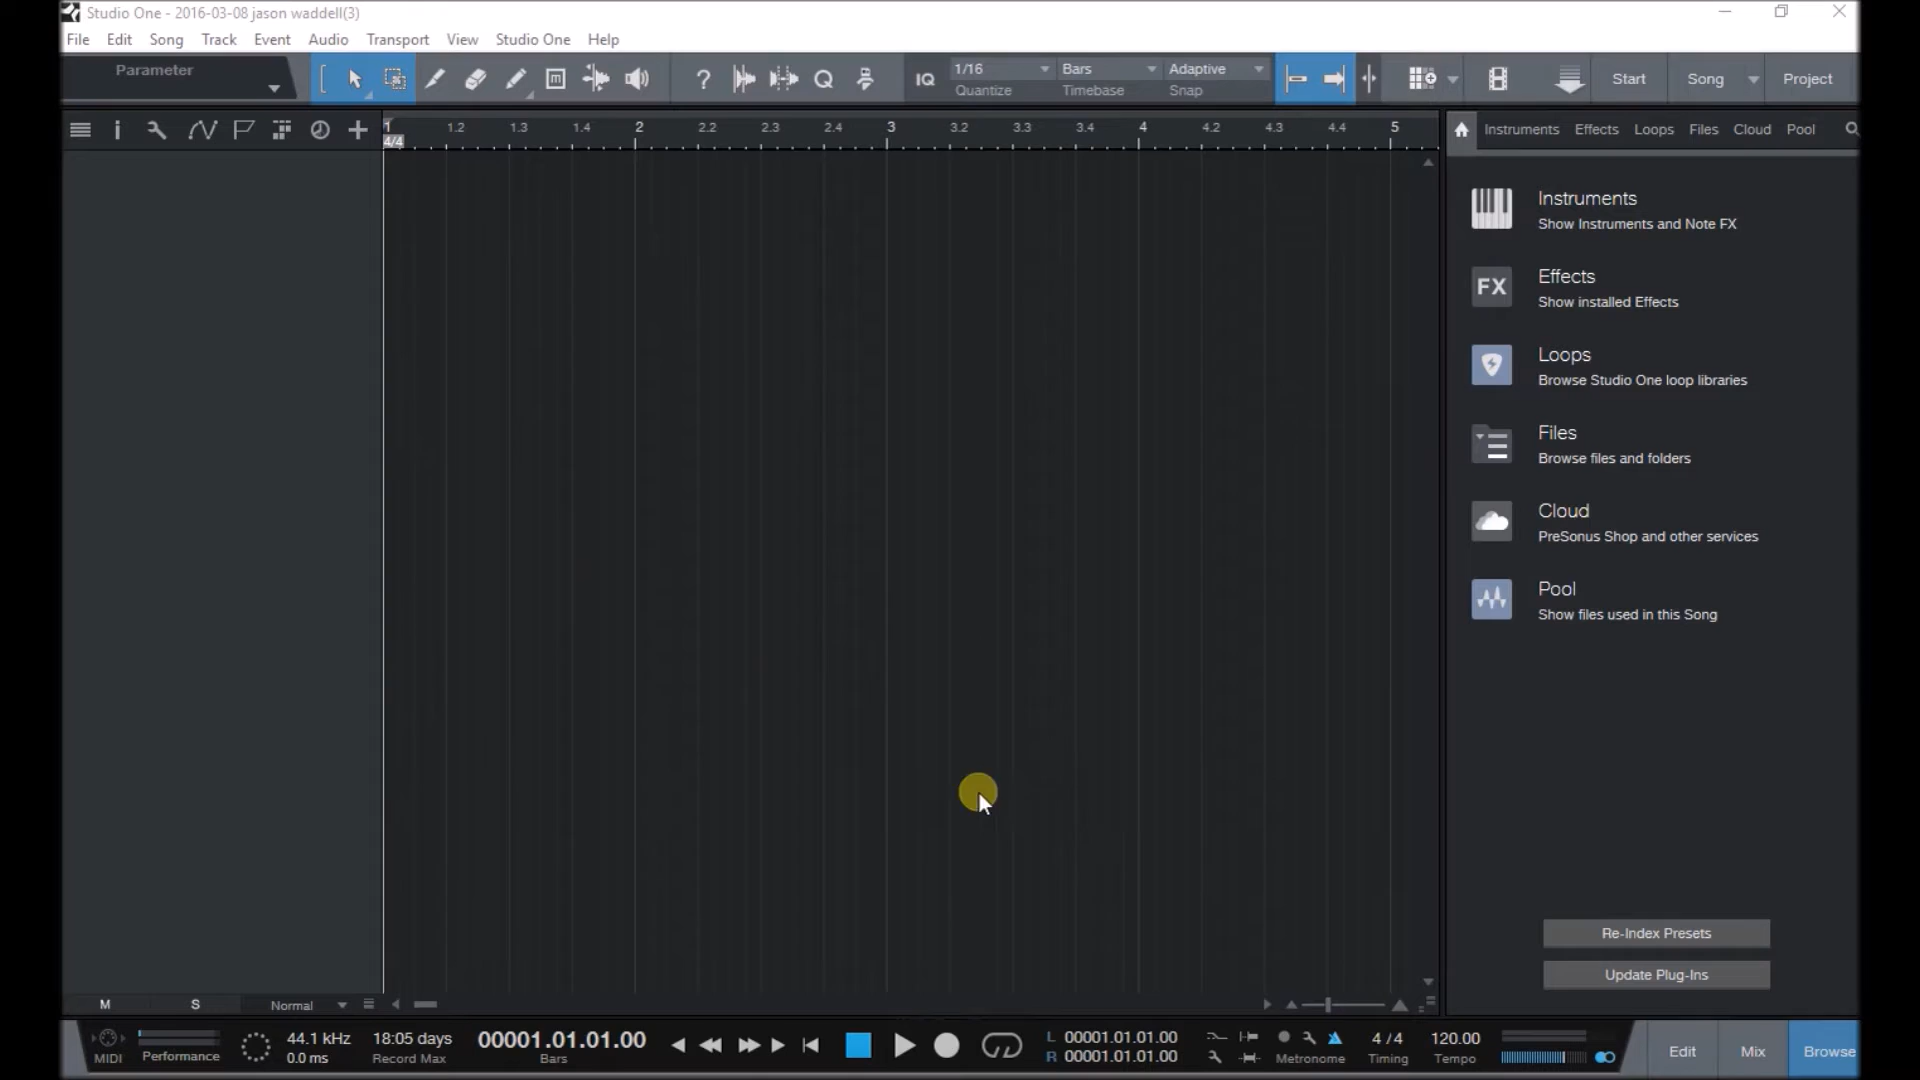 Studio One - 2016-03-08 jason waddell(3)
File Edit Song Track Event Audio Transport View Studio One Help
Parameter
? Q IQ 1/16 Bars Adaptive Start Song Project
Quantize Timebase Snap
1 1.2 1.3 1.4 2 2.2 2.3 2.4 3 3.2 3.3 3.4 4 4.2 4.3 4.4 5
4/4
Instruments Effects Loops Files Cloud Pool
Instruments
Show Instruments and Note FX
FX
Effects
Show installed Effects
Loops
Browse Studio One loop libraries
Files
Browse files and folders
Cloud
PreSonus Shop and other services
Pool
Show files used in this Song
Re-Index Presets
Update Plug-Ins
M S Normal
MIDI Performance
44.1 kHz 18:05 days 00001.01.01.00
0.0 ms Record Max Bars
L 00001.01.01.00
R 00001.01.01.00
Metronome
4 / 4 120.00
Timing Tempo
Edit Mix Browse